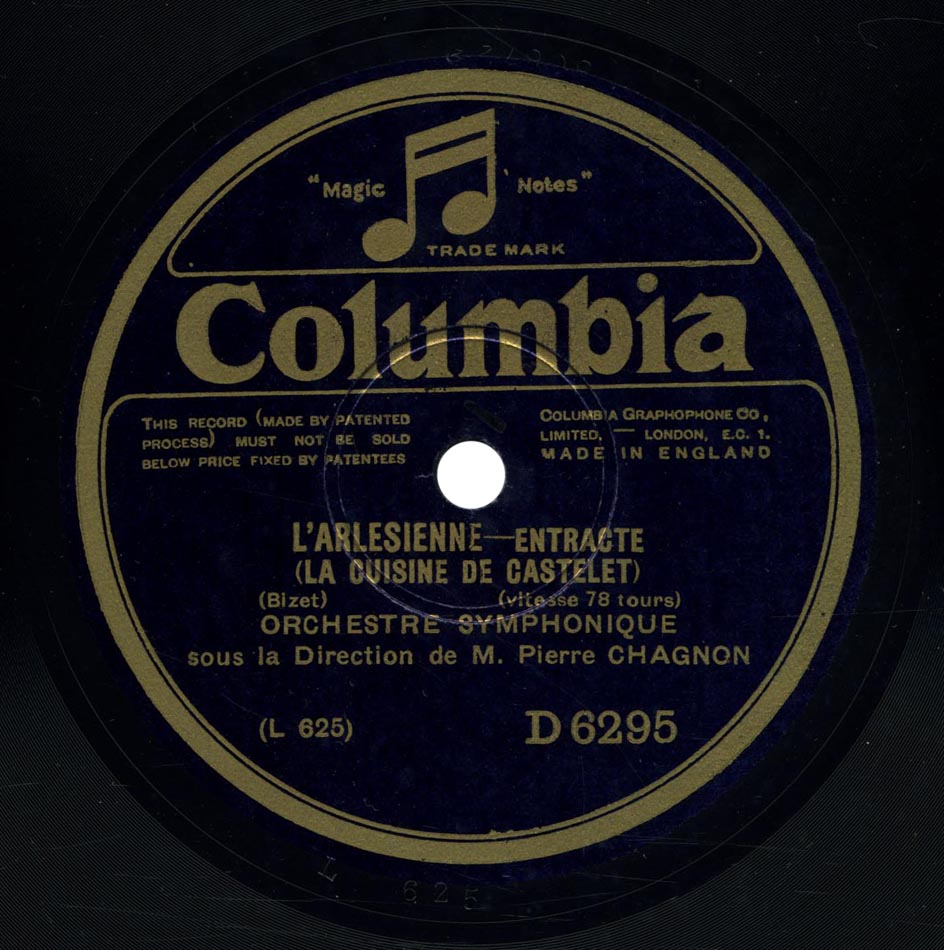 "Magic Notes"
TRADE MARK
Columbia
THIS RECORD (MADE BY PATENTED
PROCESS) MUST NOT BE SOLD
BELOW PRICE FIXED BY PATENTEES
COLUMBIA GRAPHOPHONE CO,
LIMITED, — LONDON, E.C. 1.
MADE IN ENGLAND
L'ARLESIENNE—ENTRACTE
(LA CUISINE DE CASTELET)
(Bizet) (vitesse 78 tours)
ORCHESTRE SYMPHONIQUE
sous la Direction de M. Pierre CHAGNON
(L 625) D 6295
L 625